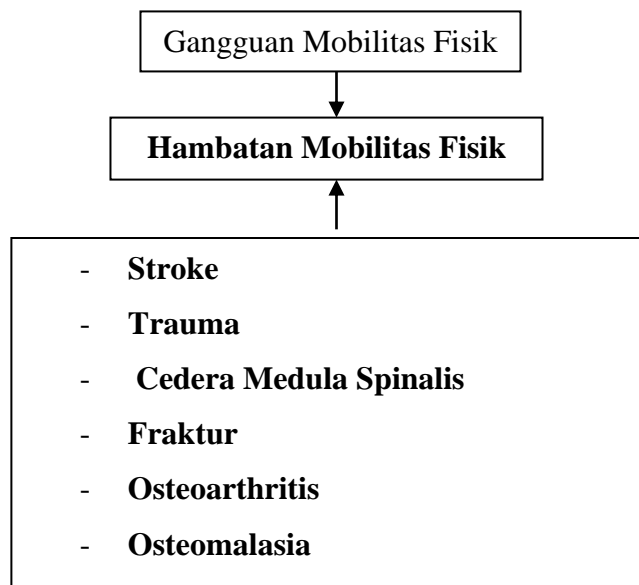 Gangguan Mobilitas Fisik
Hambatan Mobilitas Fisik
- Stroke
- Trauma
- Cedera Medula Spinalis
- Fraktur
- Osteoarthritis
- Osteomalasia